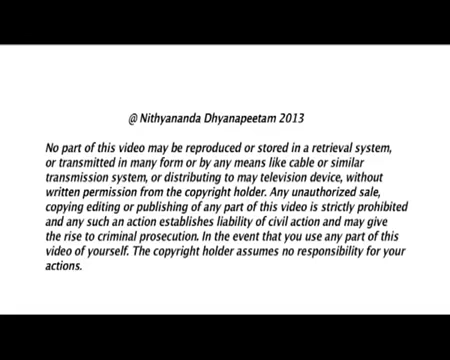 @ Nithyananda Dhyanapeetam 2013
No part of this video may be reproduced or stored in a retrieval system,
or transmitted in many form or by any means like cable or similar
transmission system, or distributing to may television device, without
written permission from the copyright holder. Any unauthorized sale,
copying editing or publishing of any part of this video is strictly prohibited
and any such an action establishes liability of civil action and may give
the rise to criminal prosecution. In the event that you use any part of this
video of yourself. The copyright holder assumes no responsibility for your
actions.